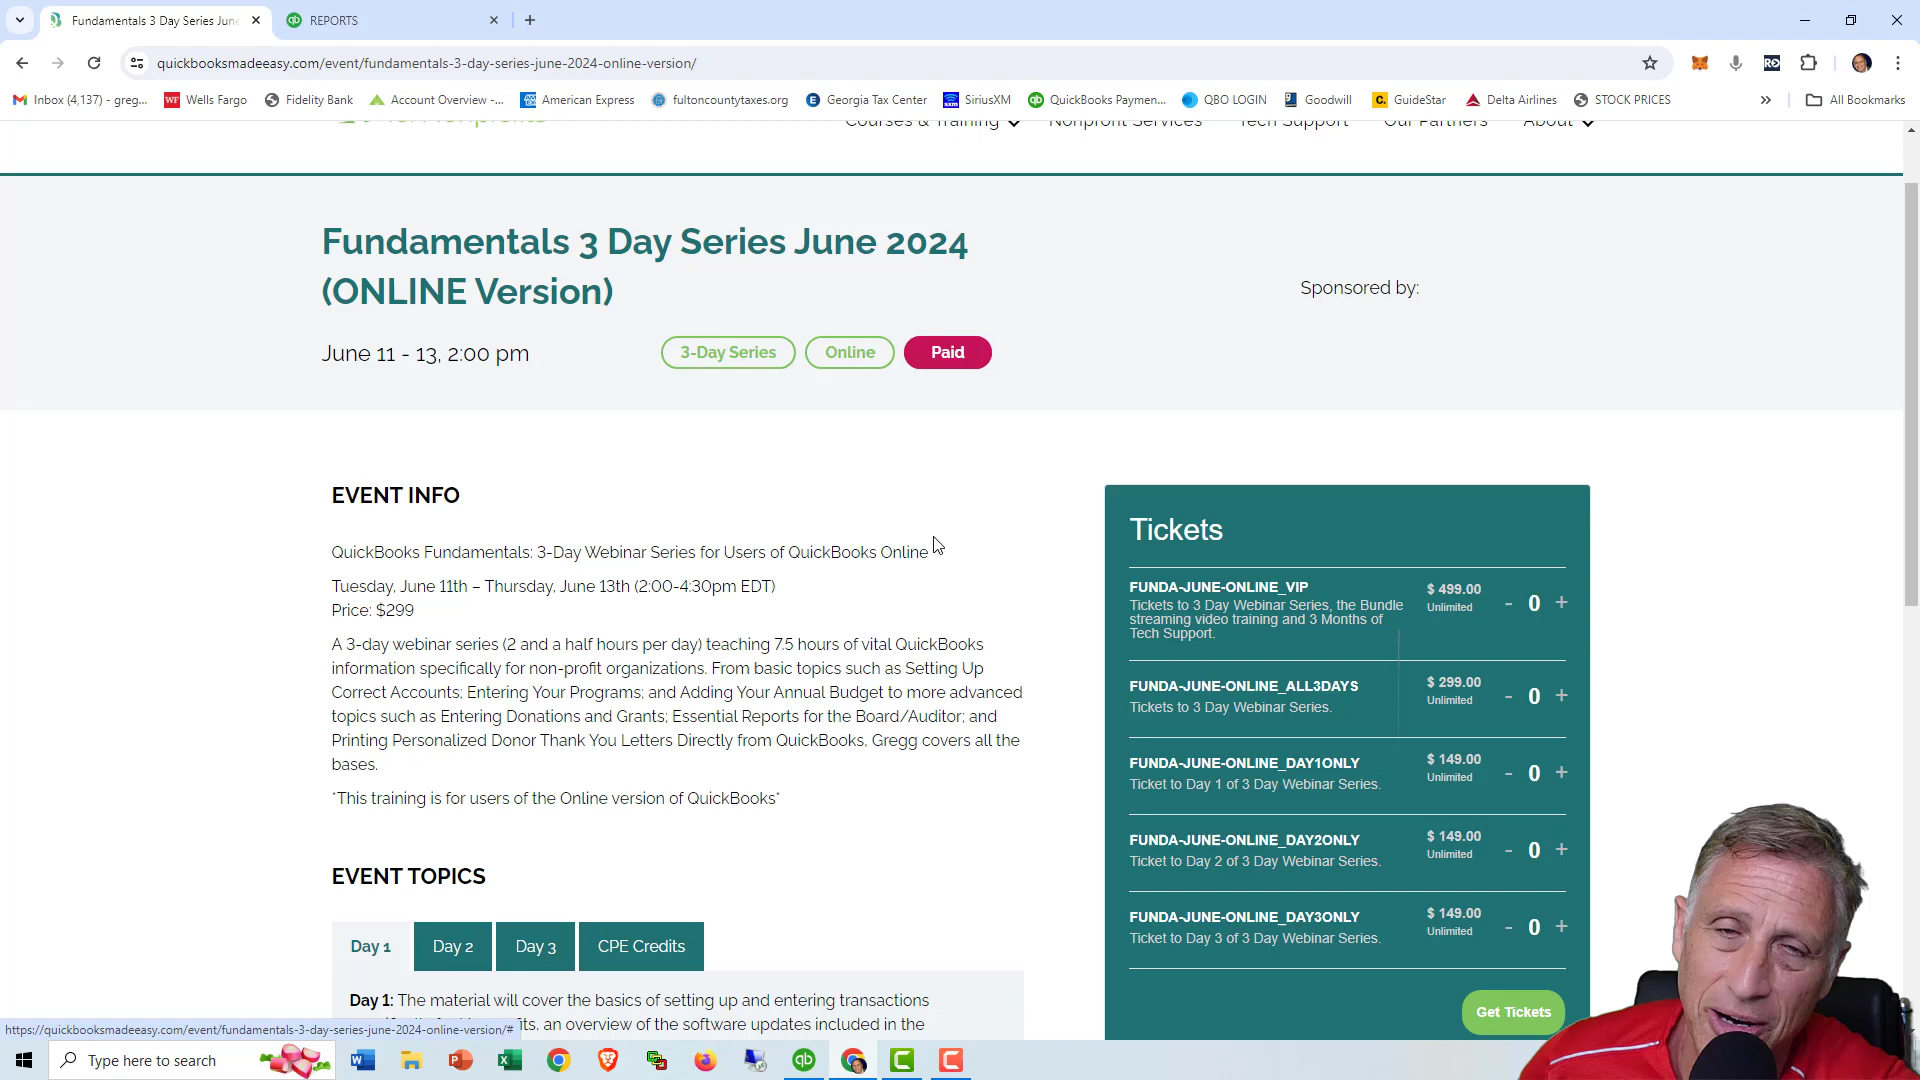 Fundamentals 3 Day Series June
REPORTS
quickbooksmadeeasy.com/event/fundamentals-3-day-series-june-2024-online-version/
Inbox (4,137) - greg...
Wells Fargo
Fidelity Bank
Account Overview -...
American Express
fultoncountytaxes.org
Georgia Tax Center
SiriusXM
QuickBooks Paymen...
QBO LOGIN
Goodwill
GuideStar
Delta Airlines
STOCK PRICES
All Bookmarks
Courses & Training
Nonprofit Services
Tech Support
Our Partners
About
Fundamentals 3 Day Series June 2024
(ONLINE Version)
Sponsored by:
June 11 - 13, 2:00 pm
3-Day Series
Online
Paid
EVENT INFO
QuickBooks Fundamentals: 3-Day Webinar Series for Users of QuickBooks Online
Tuesday, June 11th – Thursday, June 13th (2:00-4:30pm EDT)
Price: $299
A 3-day webinar series (2 and a half hours per day) teaching 7.5 hours of vital QuickBooks
information specifically for non-profit organizations. From basic topics such as Setting Up
Correct Accounts; Entering Your Programs; and Adding Your Annual Budget to more advanced
topics such as Entering Donations and Grants; Essential Reports for the Board/Auditor; and
Printing Personalized Donor Thank You Letters Directly from QuickBooks, Gregg covers all the
bases.
*This training is for users of the Online version of QuickBooks*
EVENT TOPICS
Day 1
Day 2
Day 3
CPE Credits
Day 1: The material will cover the basics of setting up and entering transactions
an overview of the software updates included in the
Tickets
FUNDA-JUNE-ONLINE_VIP
Tickets to 3 Day Webinar Series, the Bundle
streaming video training and 3 Months of
Tech Support.
$ 499.00
Unlimited
- 0 +
FUNDA-JUNE-ONLINE_ALL3DAYS
Tickets to 3 Day Webinar Series.
$ 299.00
Unlimited
- 0 +
FUNDA-JUNE-ONLINE_DAY1ONLY
Ticket to Day 1 of 3 Day Webinar Series.
$ 149.00
Unlimited
- 0 +
FUNDA-JUNE-ONLINE_DAY2ONLY
Ticket to Day 2 of 3 Day Webinar Series.
$ 149.00
Unlimited
- 0 +
FUNDA-JUNE-ONLINE_DAY3ONLY
Ticket to Day 3 of 3 Day Webinar Series.
$ 149.00
Unlimited
- 0 +
Get Tickets
https://quickbooksmadeeasy.com/event/fundamentals-3-day-series-june-2024-online-version/#
Type here to search